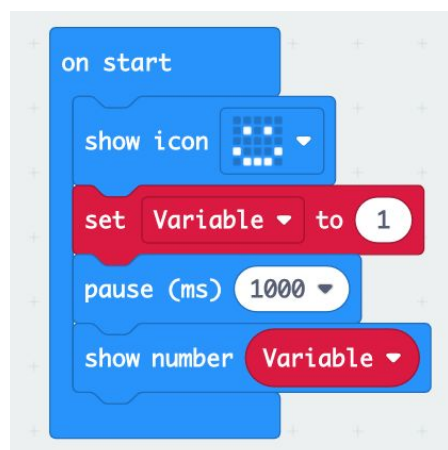 on start
show icon
set Variable to 1
pause (ms) 1000
show number Variable